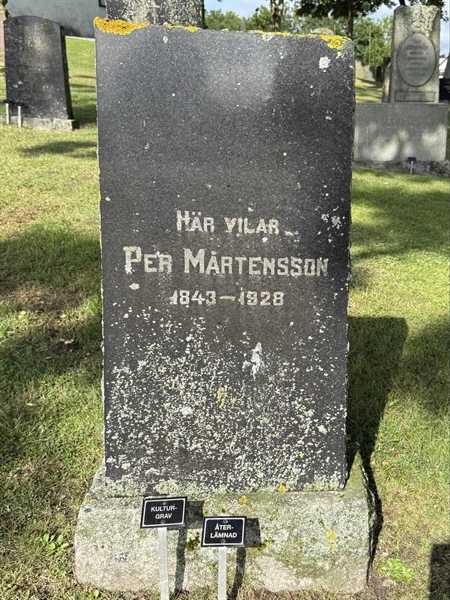 HÄR VILAR
PER MÅRTENSSON
1843–1928
KULTUR-
GRAV
ÅTER-
LÄMNAD